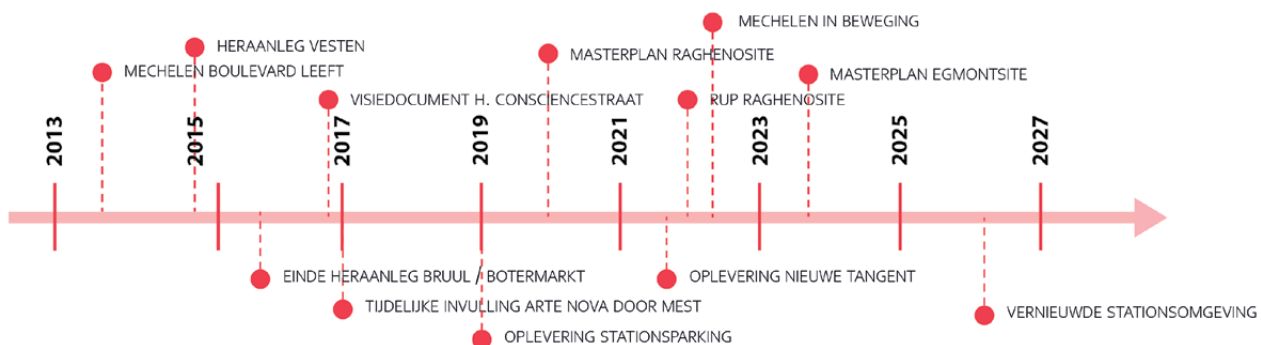 MECHELEN IN BEWEGING
HERAANLEG VESTEN
MASTERPLAN RAGHENOSITE
MECHELEN BOULEVARD LEEFT
MASTERPLAN EGMONTSITE
VISIEDOCUMENT H. CONSCIENCESTRAAT
RUP RAGHENOSITE
2013
2015
2017
2019
2021
2023
2025
2027
EINDE HERAANLEG BRUUL / BOTERMARKT
OPLEVERING NIEUWE TANGENT
TIJDELIJKE INVULLING ARTE NOVA DOOR MEST
VERNIEUWDE STATIONSOMGEVING
OPLEVERING STATIONSPARKING